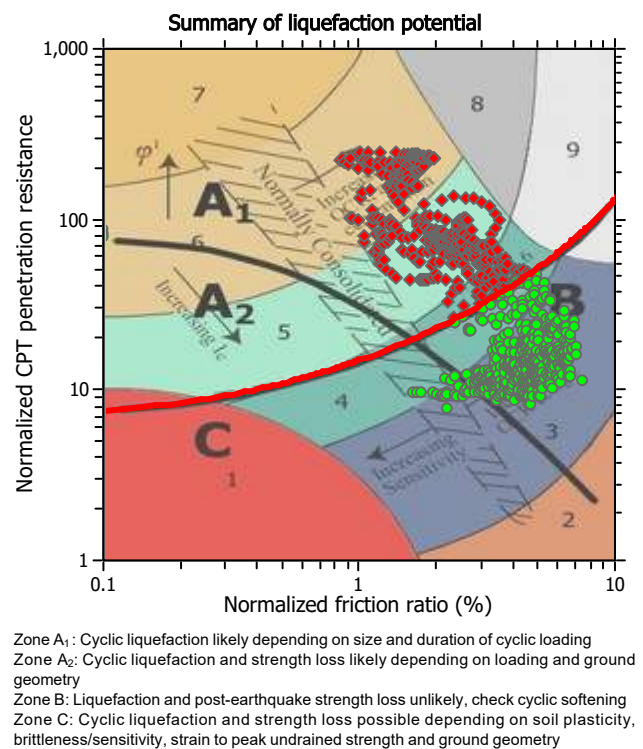 Summary of liquefaction potential
1,000
100
10
1
Normalized CPT penetration resistance
7
8
9
φ'
A1
6
Normally Consolidated
A2
Increasing Ic
5
B
4
C
1
Increasing
Sensitivity
3
2
0.1
1
10
Normalized friction ratio (%)
Zone A1: Cyclic liquefaction likely depending on size and duration of cyclic loading
Zone A2: Cyclic liquefaction and strength loss likely depending on loading and ground
geometry
Zone B: Liquefaction and post-earthquake strength loss unlikely, check cyclic softening
Zone C: Cyclic liquefaction and strength loss possible depending on soil plasticity,
brittleness/sensitivity, strain to peak undrained strength and ground geometry